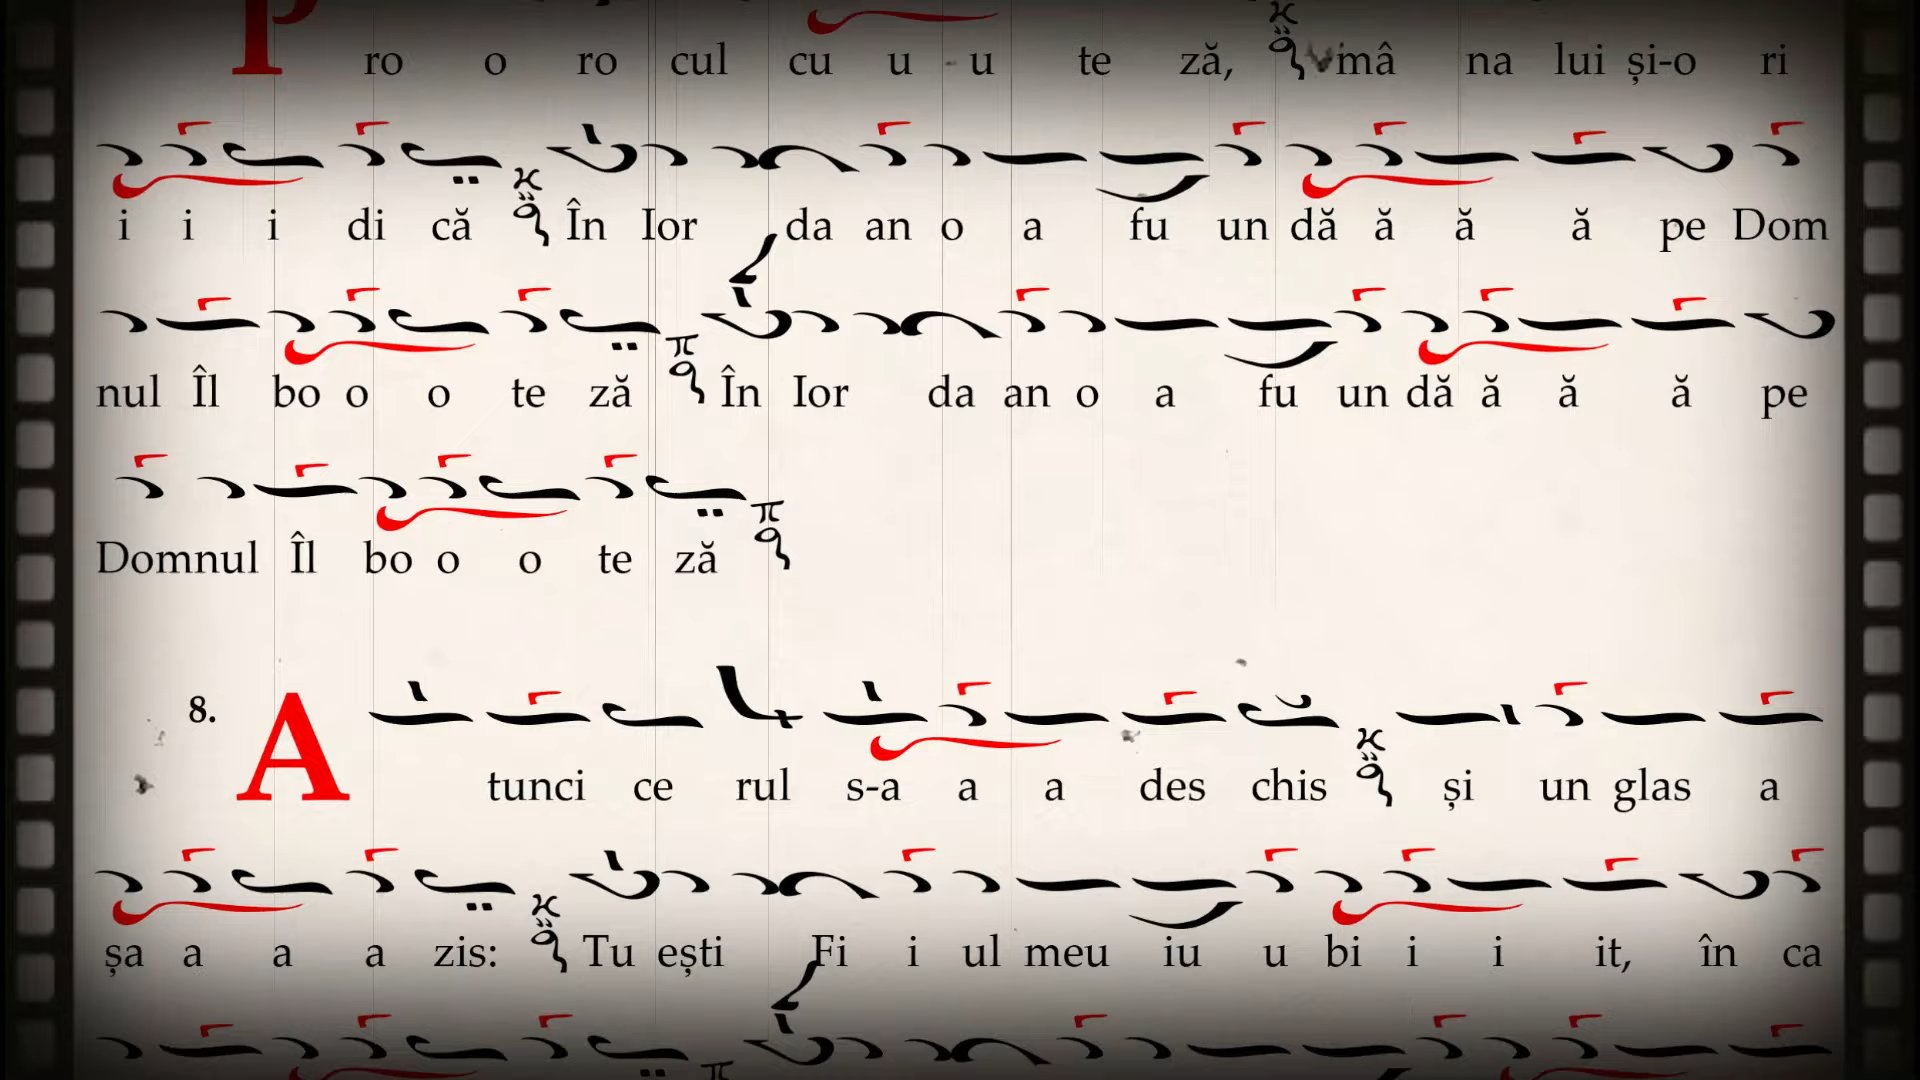 P ro o ro cul cu u u te ză, mâ na lui și-o ri
i i i di că În Ior da an o a fu un dă ă ă ă pe Dom
nul Îl bo o o te ză În Ior da an o a fu un dă ă ă ă pe
Domnul Îl bo o o te ză
8. A tunci ce rul s-a a a des chis și un glas a
șa a a a zis: Tu ești Fi i ul meu iu u bi i i it, în ca